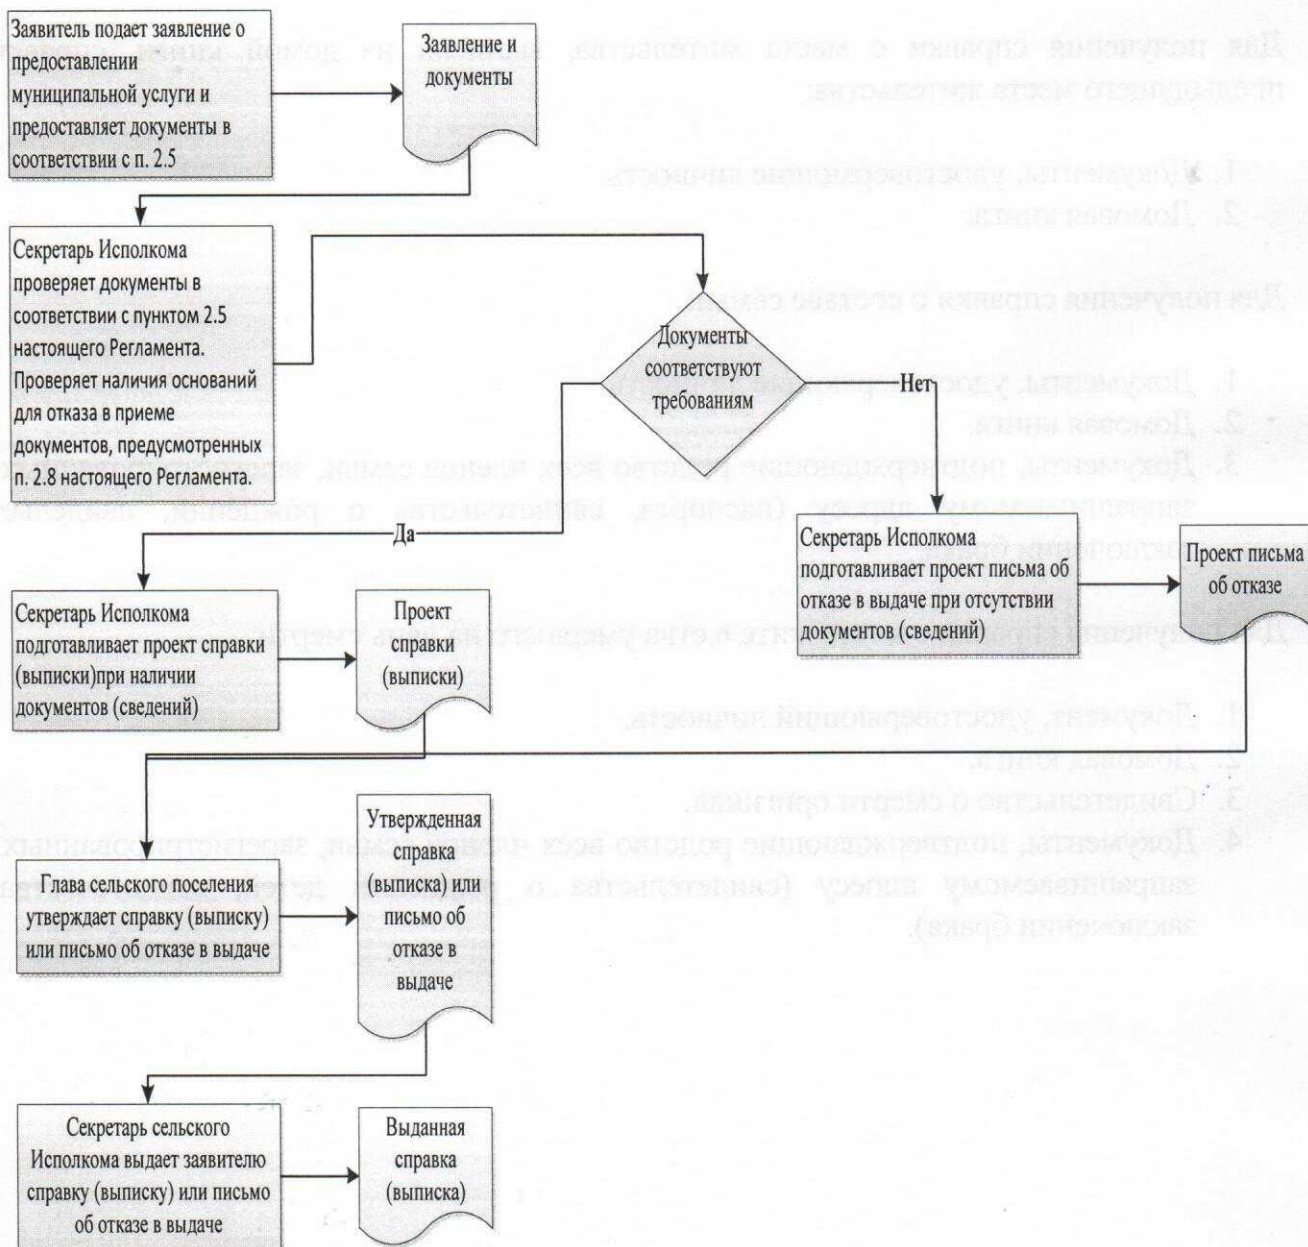 Заявитель подает заявление о
предоставлении
муниципальной услуги и
предоставляет документы в
соответствии с п. 2.5
Заявление и
документы
Секретарь Исполкома
проверяет документы в
соответствии с пунктом 2.5
настоящего Регламента.
Проверяет наличия оснований
для отказа в приеме
документов, предусмотренных
п. 2.8 настоящего Регламента.
Документы
соответствуют
требованиям
Нет
Да
Секретарь Исполкома
подготавливает проект письма об
отказе в выдаче при отсутствии
документов (сведений)
Проект письма
об отказе
Секретарь Исполкома
подготавливает проект справки
(выписки)при наличии
документов (сведений)
Проект
справки
(выписки)
Глава сельского поселения
утверждает справку (выписку)
или письмо об отказе в выдаче
Утвержденная
справка
(выписка) или
письмо об
отказе в
выдаче
Секретарь сельского
Исполкома выдает заявителю
справку (выписку) или письмо
об отказе в выдаче
Выданная
справка
(выписка)